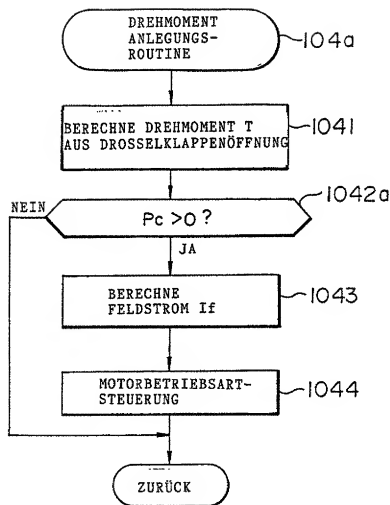 DREHMOMENT
ANLEGUNGS-
ROUTINE
104a
BERECHNE DREHMOMENT T
AUS DROSSELKLAPPENÖFFNUNG
1041
1042a
NEIN
Pc >0 ?
JA
BERECHNE
FELDSTROM If
1043
MOTORBETRIEBSART-
STEUERUNG
1044
ZURÜCK